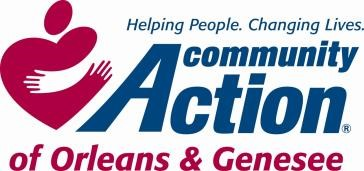 Helping People. Changing Lives.
community
Action®
of Orleans & Genesee